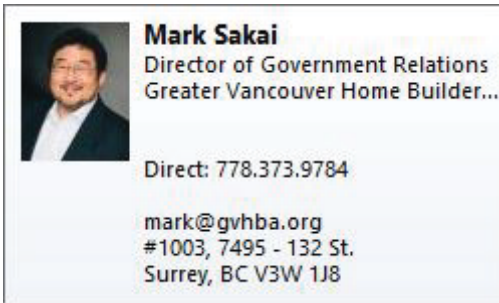 Mark Sakai
Director of Government Relations
Greater Vancouver Home Builder...
Direct: 778.373.9784
mark@gvhba.org
#1003, 7495 - 132 St.
Surrey, BC V3W 1J8